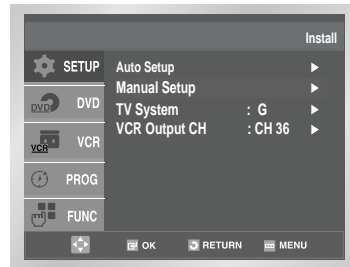 Install
SETUP
DVD DVD
VCR VCR
PROG
FUNC
Auto Setup ▶
Manual Setup ▶
TV System : G ▶
VCR Output CH : CH 36 ▶
OK RETURN MENU